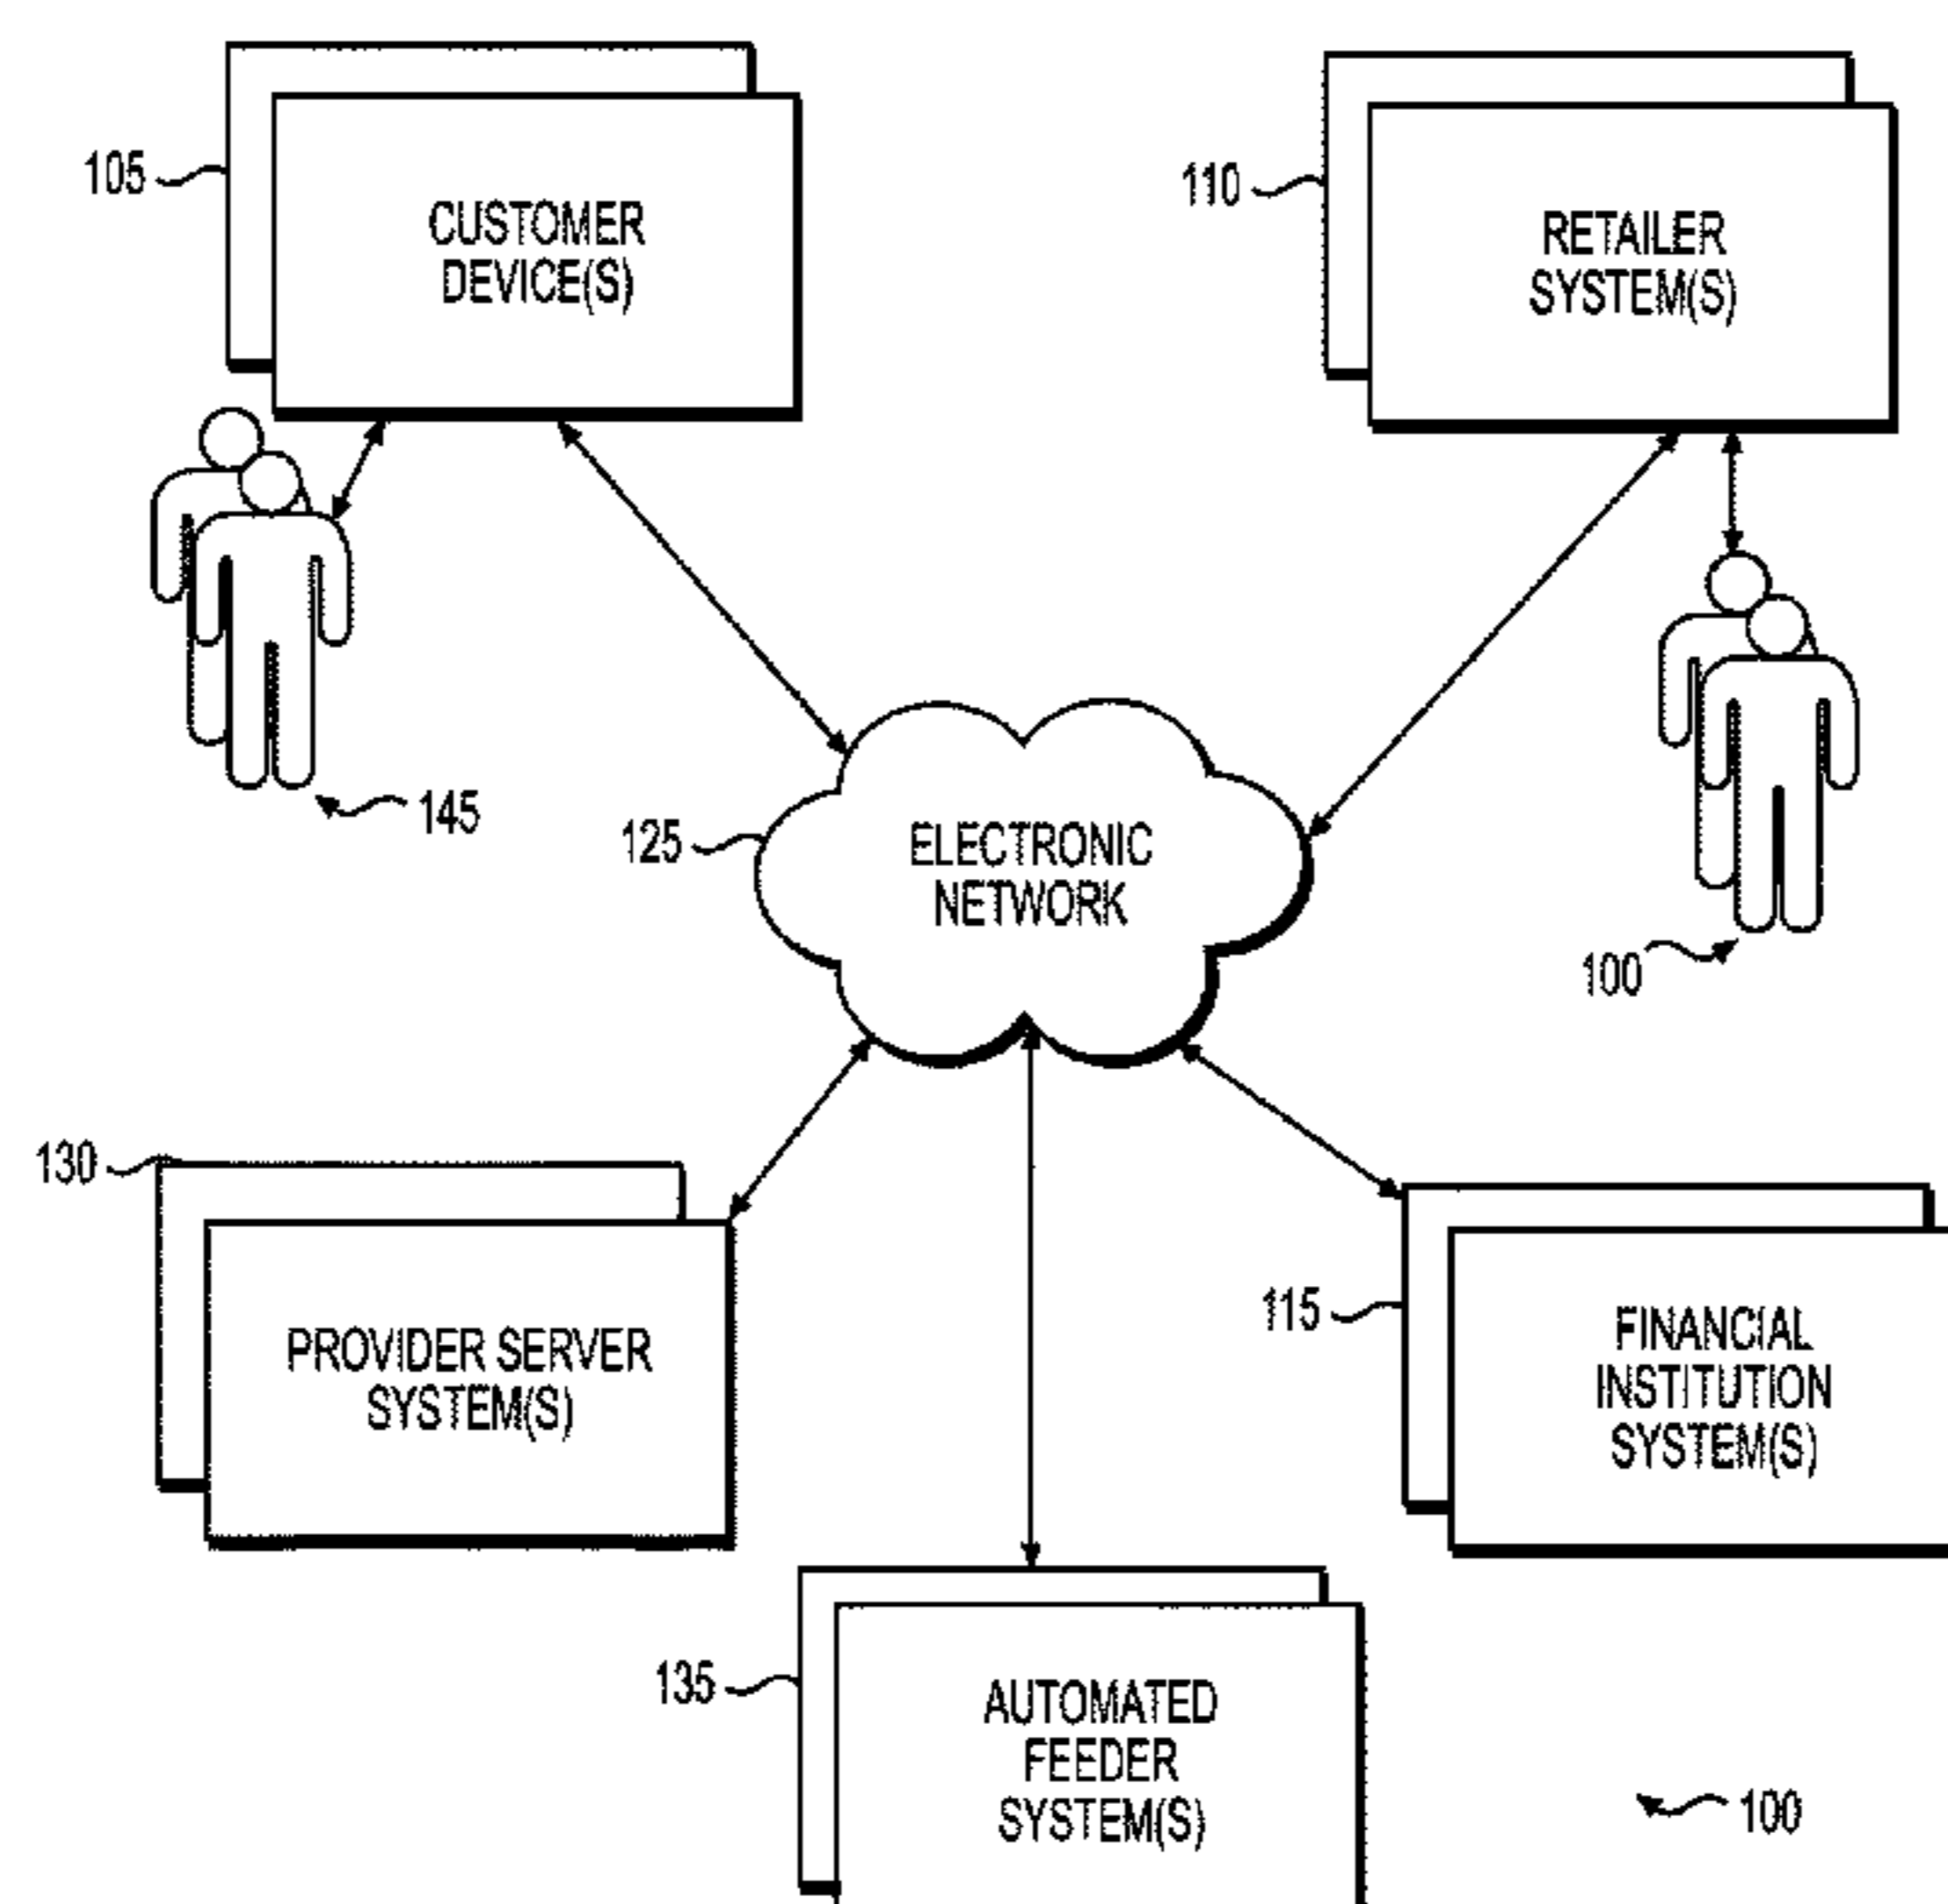 105
CUSTOMER
DEVICE(S)
110
RETAILER
SYSTEM(S)
145
125
ELECTRONIC
NETWORK
100
130
PROVIDER SERVER
SYSTEM(S)
115
FINANCIAL
INSTITUTION
SYSTEM(S)
135
AUTOMATED
FEEDER
SYSTEM(S)
100